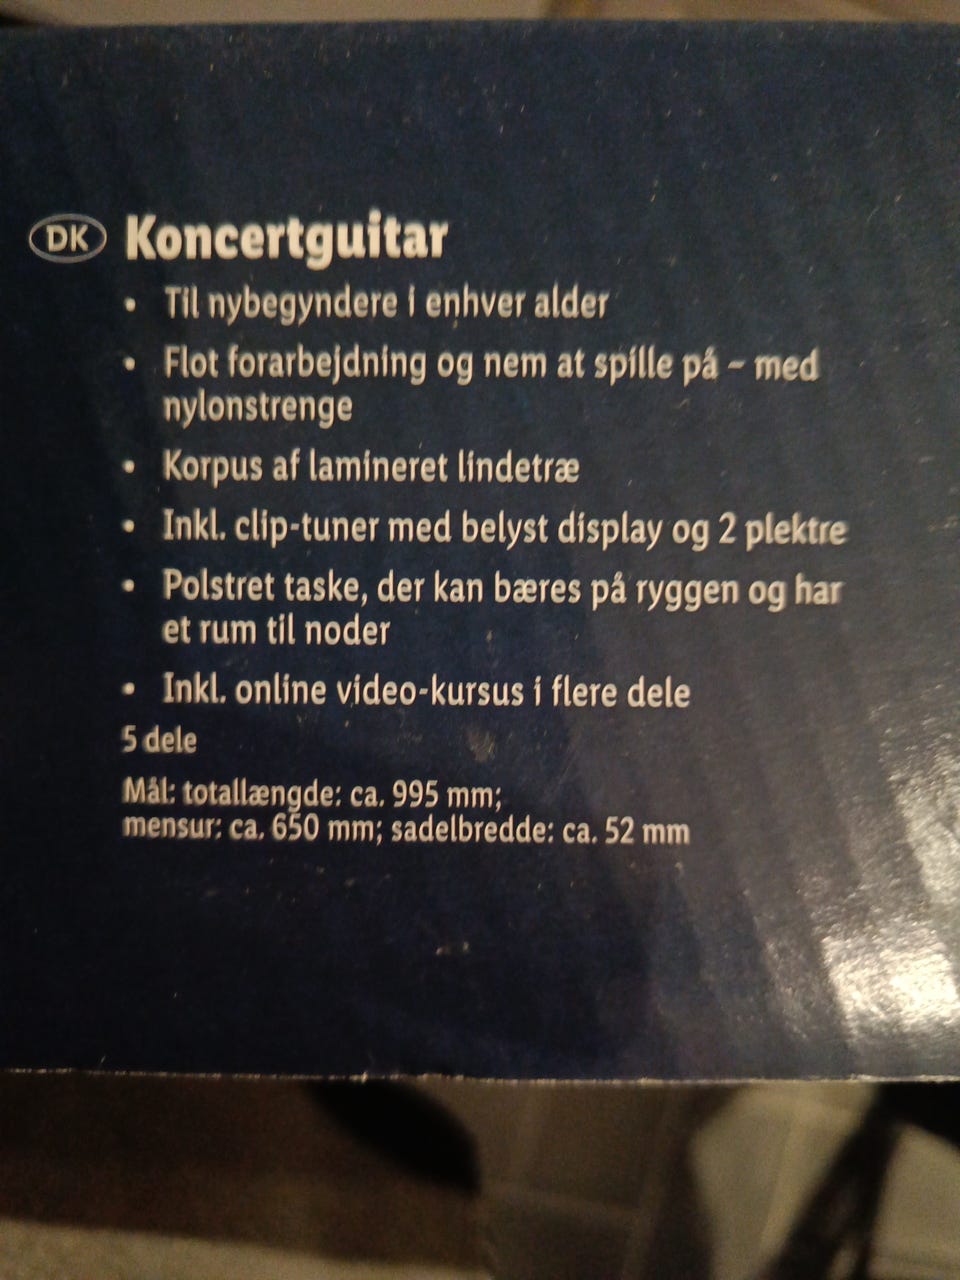 DK Koncertguitar
• Til nybegyndere i enhver alder
• Flot forarbejdning og nem at spille på – med
nylonstrenge
• Korpus af lamineret lindetræ
• Inkl. clip-tuner med belyst display og 2 plektre
• Polstret taske, der kan bæres på ryggen og har
et rum til noder
• Inkl. online video-kursus i flere dele
5 dele
Mål: totallængde: ca. 995 mm;
mensur: ca. 650 mm; sadelbredde: ca. 52 mm